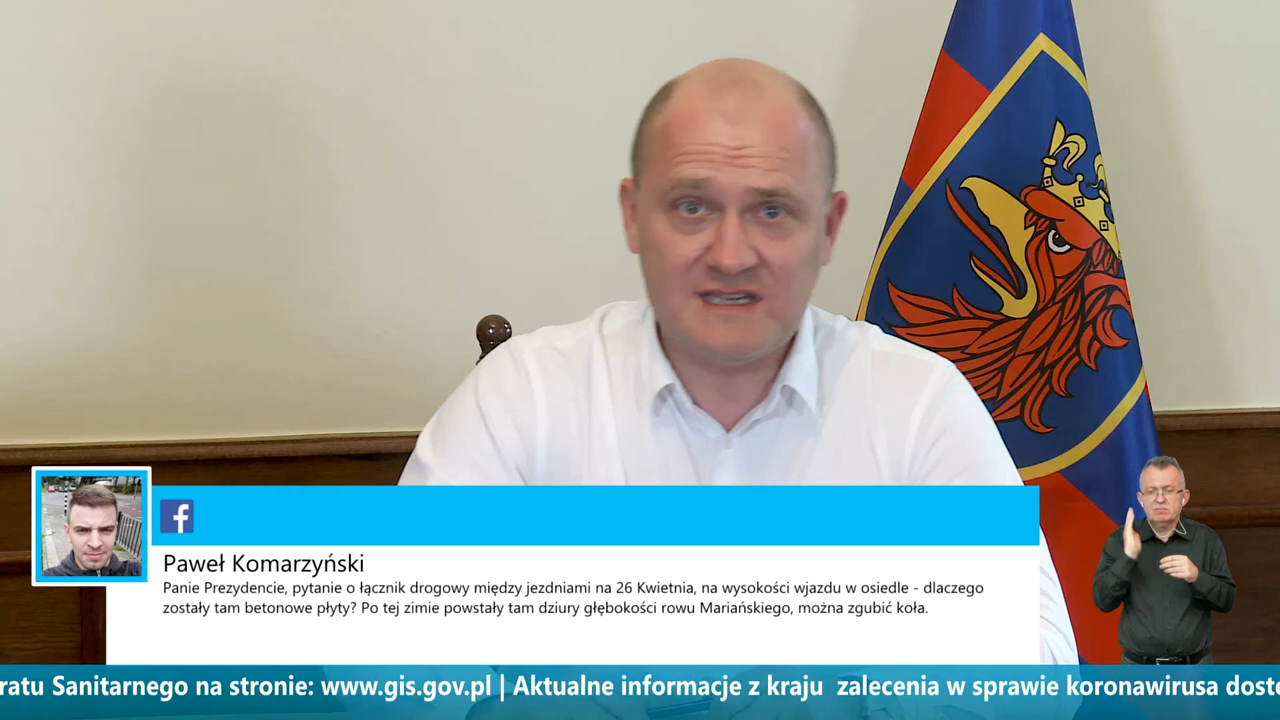 Paweł Komarzyński
Panie Prezydencie, pytanie o łącznik drogowy między jezdniami na 26 Kwietnia, na wysokości wjazdu w osiedle - dlaczego
zostały tam betonowe płyty? Po tej zimie powstały tam dziury głębokości rowu Mariańskiego, można zgubić koła.
ratu Sanitarnego na stronie: www.gis.gov.pl | Aktualne informacje z kraju zalecenia w sprawie koronawirusa doste